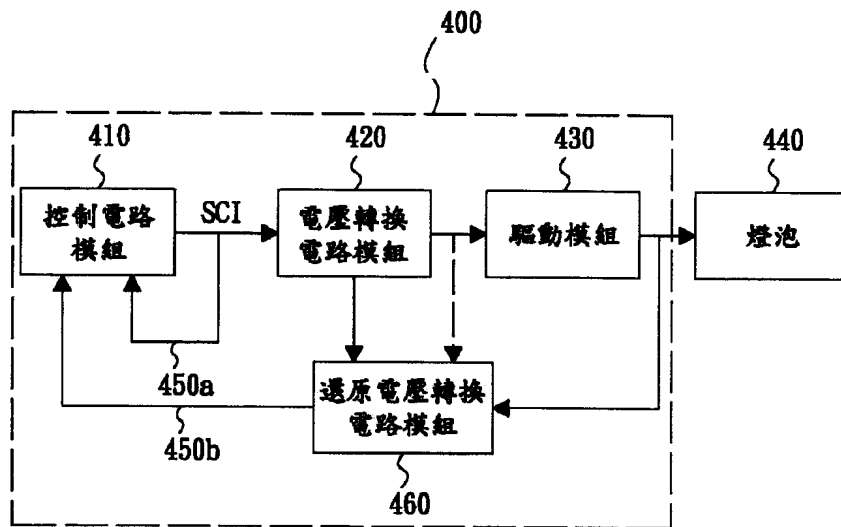 400
410
420
430
440
控制電路
模組
SCI
電壓轉換
電路模組
驅動模組
燈泡
450a
450b
還原電壓轉換
電路模組
460